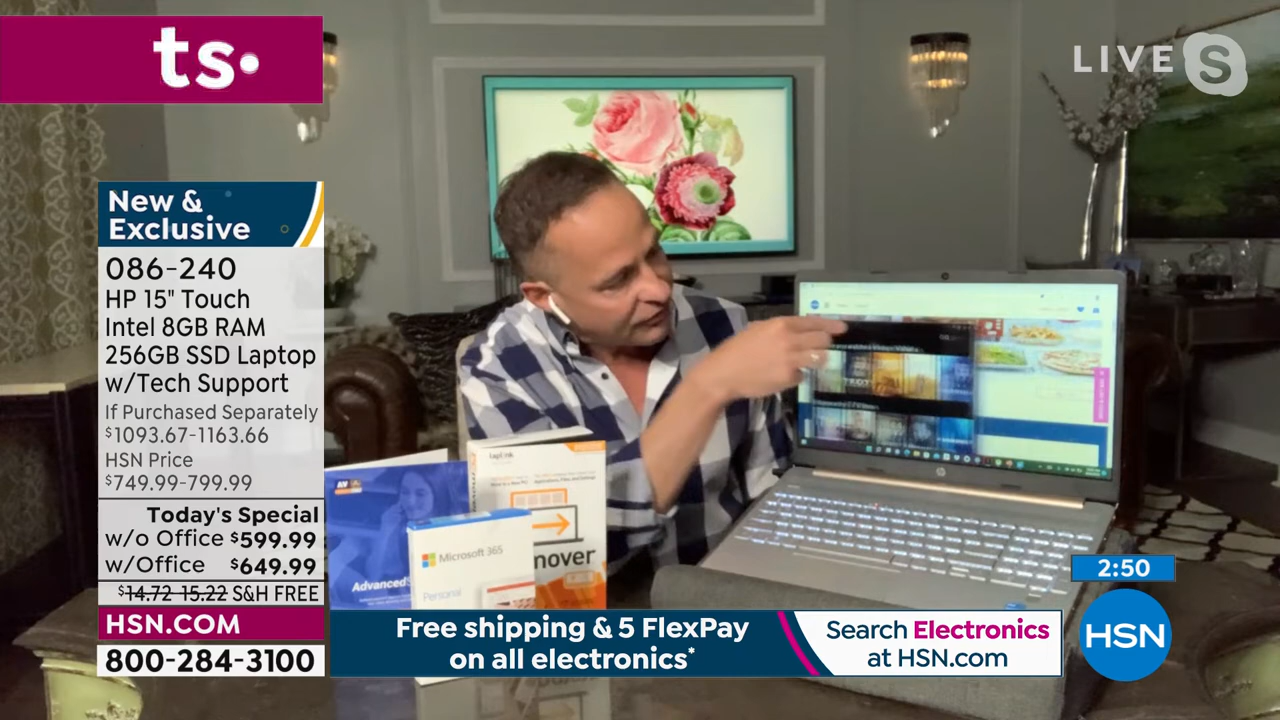 ts.
LIVE S
New &
Exclusive
086-240
HP 15" Touch
Intel 8GB RAM
256GB SSD Laptop
w/Tech Support
If Purchased Separately
$1093.67-1163.66
HSN Price
$749.99-799.99
Today's Special
w/o Office $599.99
w/Office $649.99
$14.72-15.22 S&H FREE
HSN.COM
800-284-3100
Microsoft 365
Personal
Advanced
hp
2:50
HSN
Free shipping & 5 FlexPay
on all electronics*
Search Electronics
at HSN.com